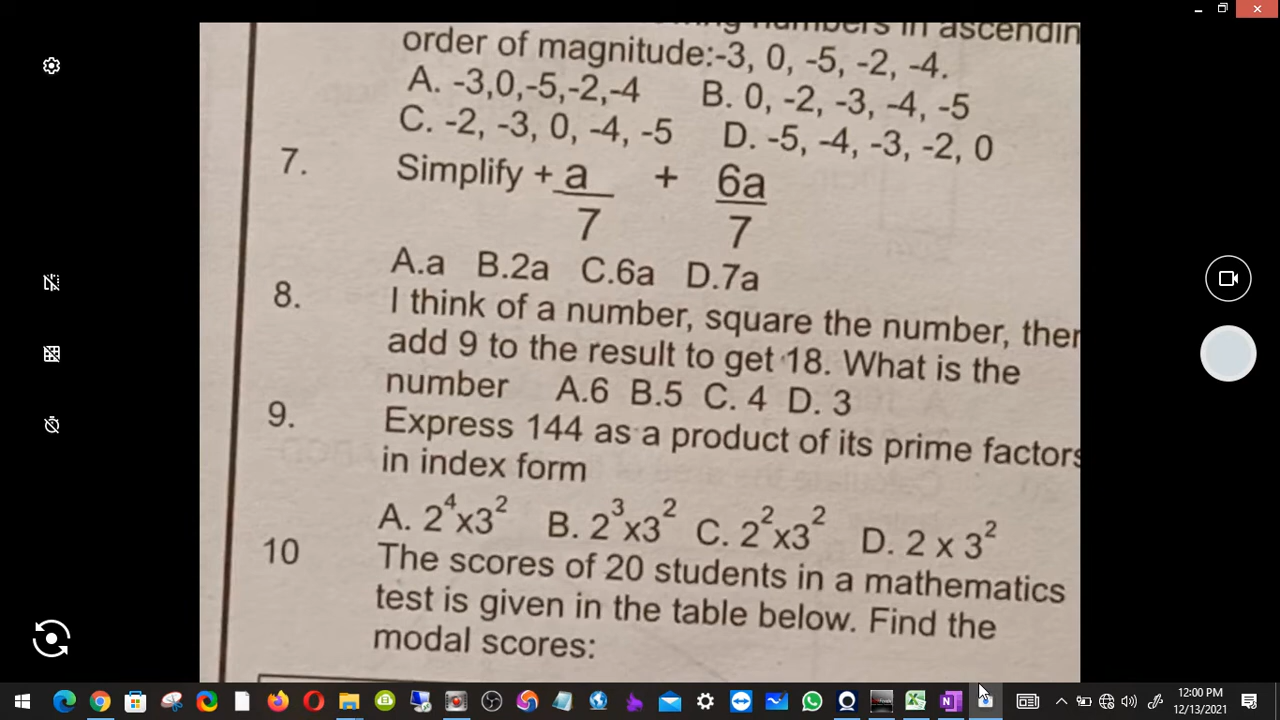 numbers in ascendin
order of magnitude:-3, 0, -5, -2, -4.
A. -3,0,-5,-2,-4 B. 0, -2, -3, -4, -5
C. -2, -3, 0, -4, -5 D. -5, -4, -3, -2, 0
7. Simplify + a/7 + 6a/7
A.a B.2a C.6a D.7a
8. I think of a number, square the number, ther
add 9 to the result to get 18. What is the
number A.6 B.5 C. 4 D. 3
9. Express 144 as a product of its prime factors
in index form
A. 2⁴x3² B. 2³x3² C. 2²x3² D. 2 x 3²
10 The scores of 20 students in a mathematics
test is given in the table below. Find the
modal scores:
12:00 PM
12/13/2021